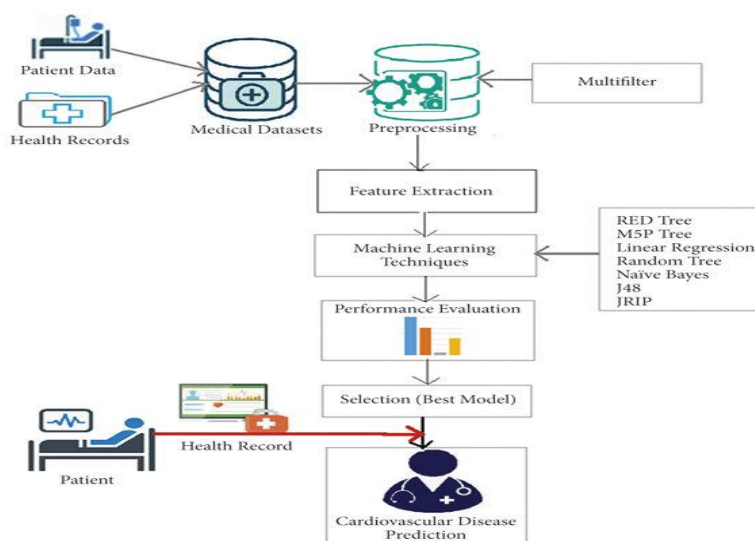 Patient Data
Health Records
Medical Datasets
Preprocessing
Multifilter
Feature Extraction
Machine Learning
Techniques
RED Tree
M5P Tree
Linear Regression
Random Tree
Naïve Bayes
J48
JRIP
Performance Evaluation
Selection (Best Model)
Health Record
Patient
Cardiovascular Disease
Prediction